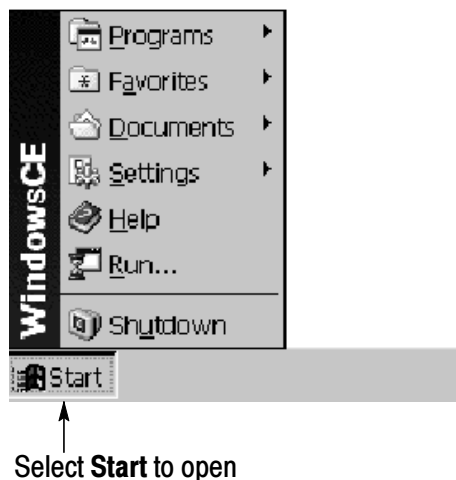 Programs
Favorites
Documents
Settings
Help
Run...
Shutdown
WindowsCE
Start
Select Start to open